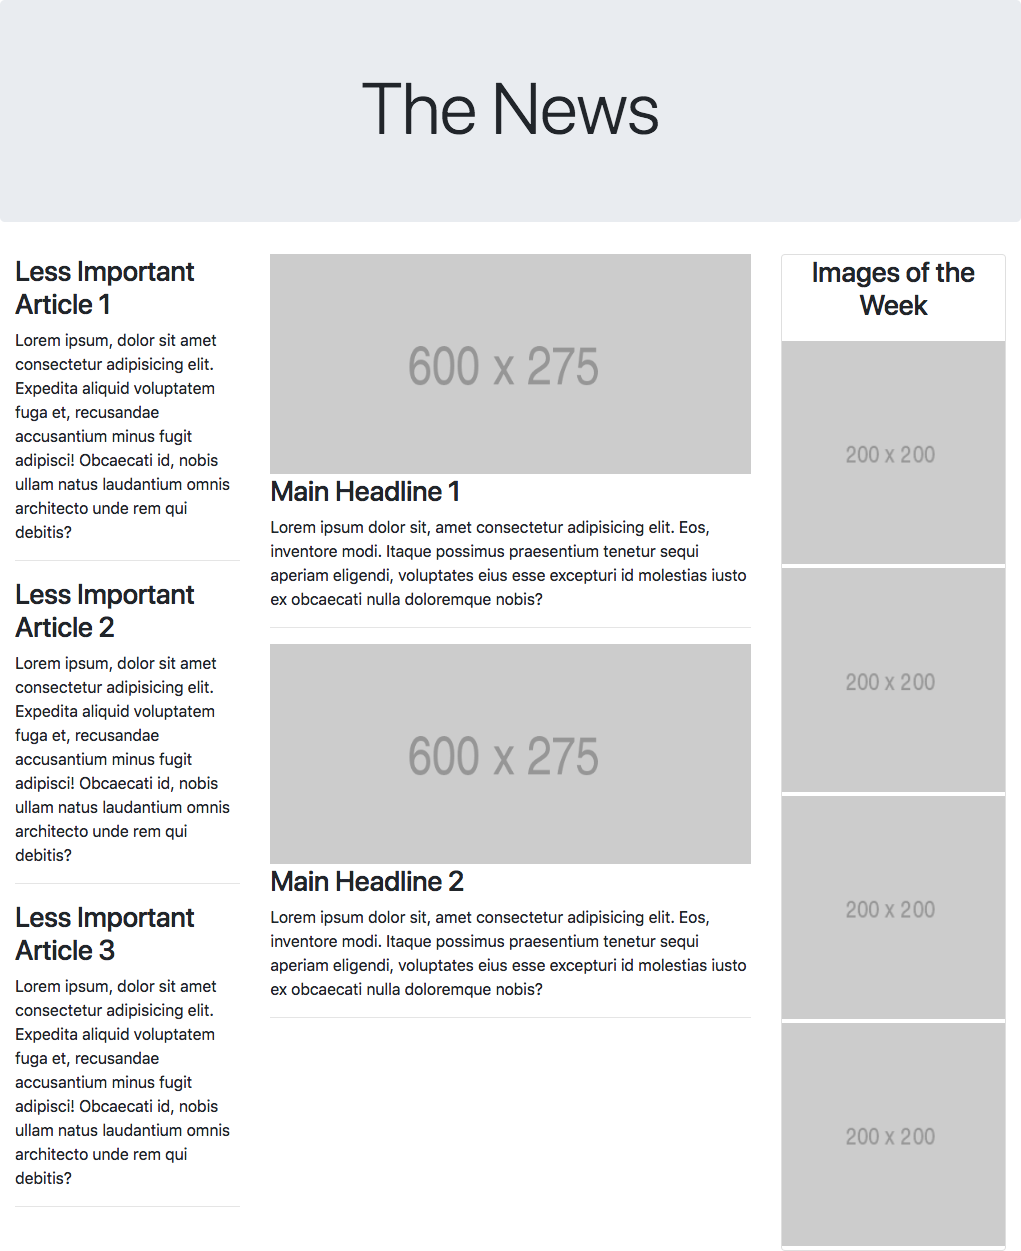 The News
Less Important
Article 1
Lorem ipsum, dolor sit amet
consectetur adipisicing elit.
Expedita aliquid voluptatem
fuga et, recusandae
accusantium minus fugit
adipisci! Obcaecati id, nobis
ullam natus laudantium omnis
architecto unde rem qui
debitis?
Less Important
Article 2
Lorem ipsum, dolor sit amet
consectetur adipisicing elit.
Expedita aliquid voluptatem
fuga et, recusandae
accusantium minus fugit
adipisci! Obcaecati id, nobis
ullam natus laudantium omnis
architecto unde rem qui
debitis?
Less Important
Article 3
Lorem ipsum, dolor sit amet
consectetur adipisicing elit.
Expedita aliquid voluptatem
fuga et, recusandae
accusantium minus fugit
adipisci! Obcaecati id, nobis
ullam natus laudantium omnis
architecto unde rem qui
debitis?
600 x 275
Main Headline 1
Lorem ipsum dolor sit, amet consectetur adipisicing elit. Eos,
inventore modi. Itaque possimus praesentium tenetur sequi
aperiam eligendi, voluptates eius esse excepturi id molestias iusto
ex obcaecati nulla doloremque nobis?
600 x 275
Main Headline 2
Lorem ipsum dolor sit, amet consectetur adipisicing elit. Eos,
inventore modi. Itaque possimus praesentium tenetur sequi
aperiam eligendi, voluptates eius esse excepturi id molestias iusto
ex obcaecati nulla doloremque nobis?
Images of the
Week
200 x 200
200 x 200
200 x 200
200 x 200